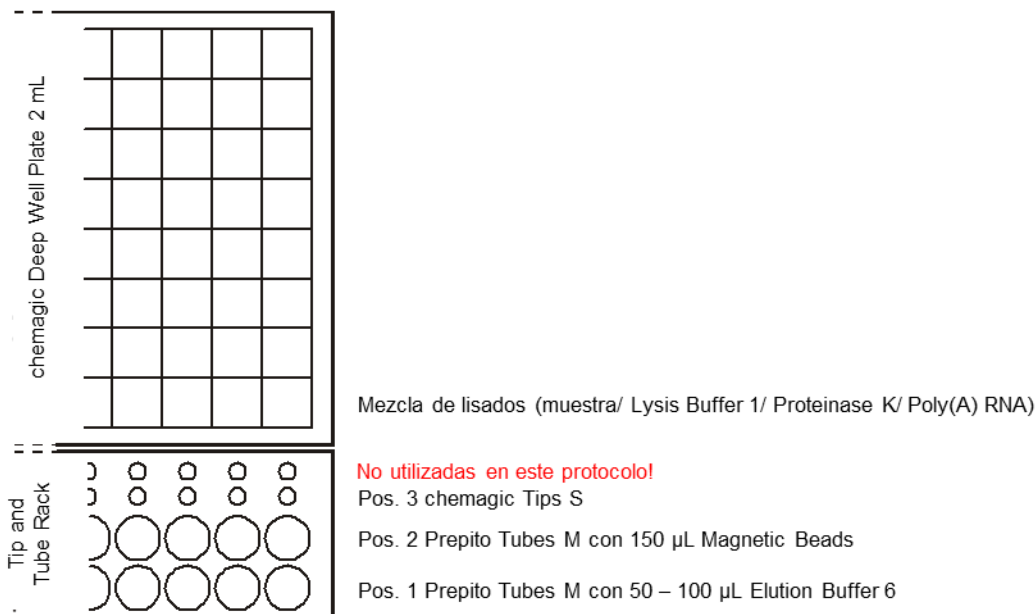 chemagic Deep Well Plate 2 mL
Mezcla de lisados (muestra/ Lysis Buffer 1/ Proteinase K/ Poly(A) RNA)
Tip and
Tube Rack
No utilizadas en este protocolo!
Pos. 3 chemagic Tips S
Pos. 2 Prepito Tubes M con 150 µL Magnetic Beads
Pos. 1 Prepito Tubes M con 50 – 100 µL Elution Buffer 6